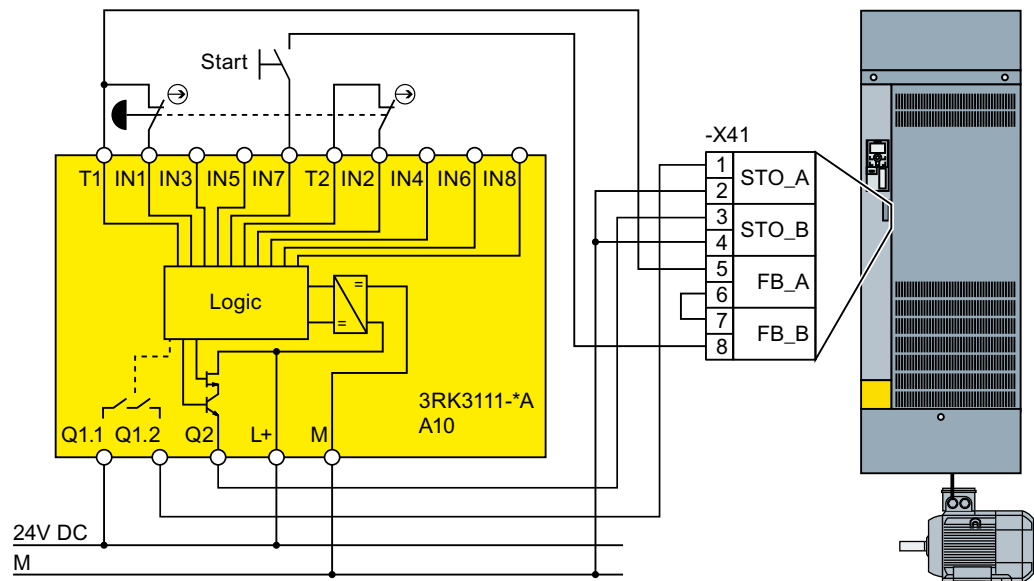 Start
-X41
T1 IN1 IN3 IN5 IN7 T2 IN2 IN4 IN6 IN8
1
2
STO_A
3
4
STO_B
5
6
FB_A
7
8
FB_B
Logic
=
=
3RK3111-*A
A10
Q1.1 Q1.2 Q2 L+ M
24V DC
M